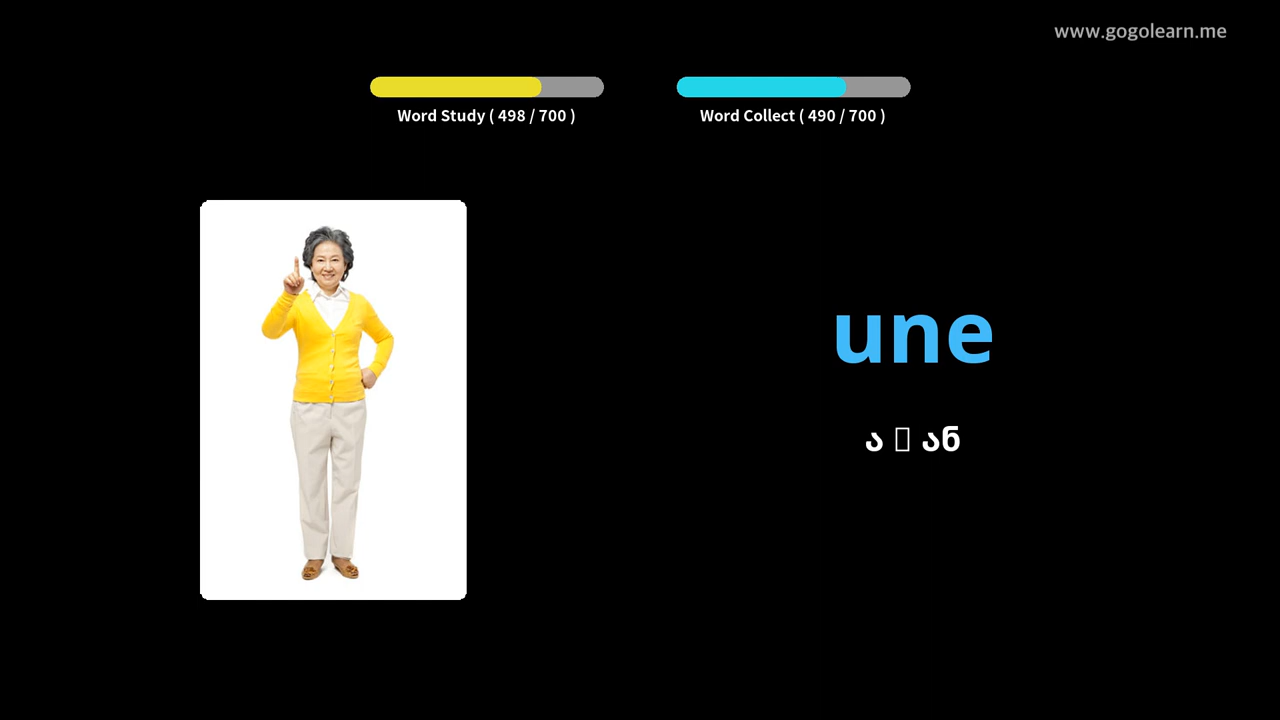 www.gogolearn.me
Word Study ( 498 / 700 )
Word Collect ( 490 / 700 )
une
ა ▯ ან